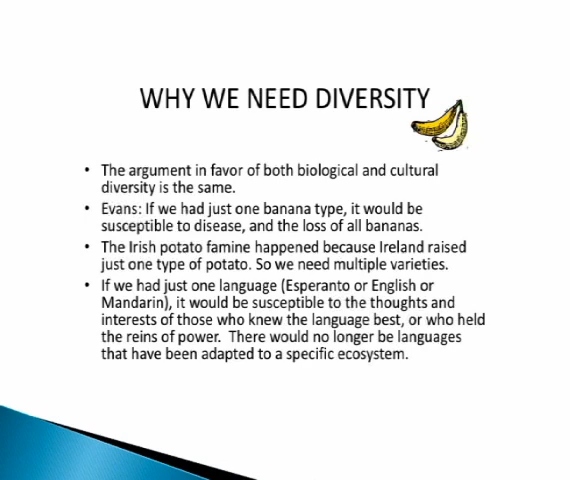 WHY WE NEED DIVERSITY
• The argument in favor of both biological and cultural
diversity is the same.
• Evans: If we had just one banana type, it would be
susceptible to disease, and the loss of all bananas.
• The Irish potato famine happened because Ireland raised
just one type of potato. So we need multiple varieties.
• If we had just one language (Esperanto or English or
Mandarin), it would be susceptible to the thoughts and
interests of those who knew the language best, or who held
the reins of power.  There would no longer be languages
that have been adapted to a specific ecosystem.